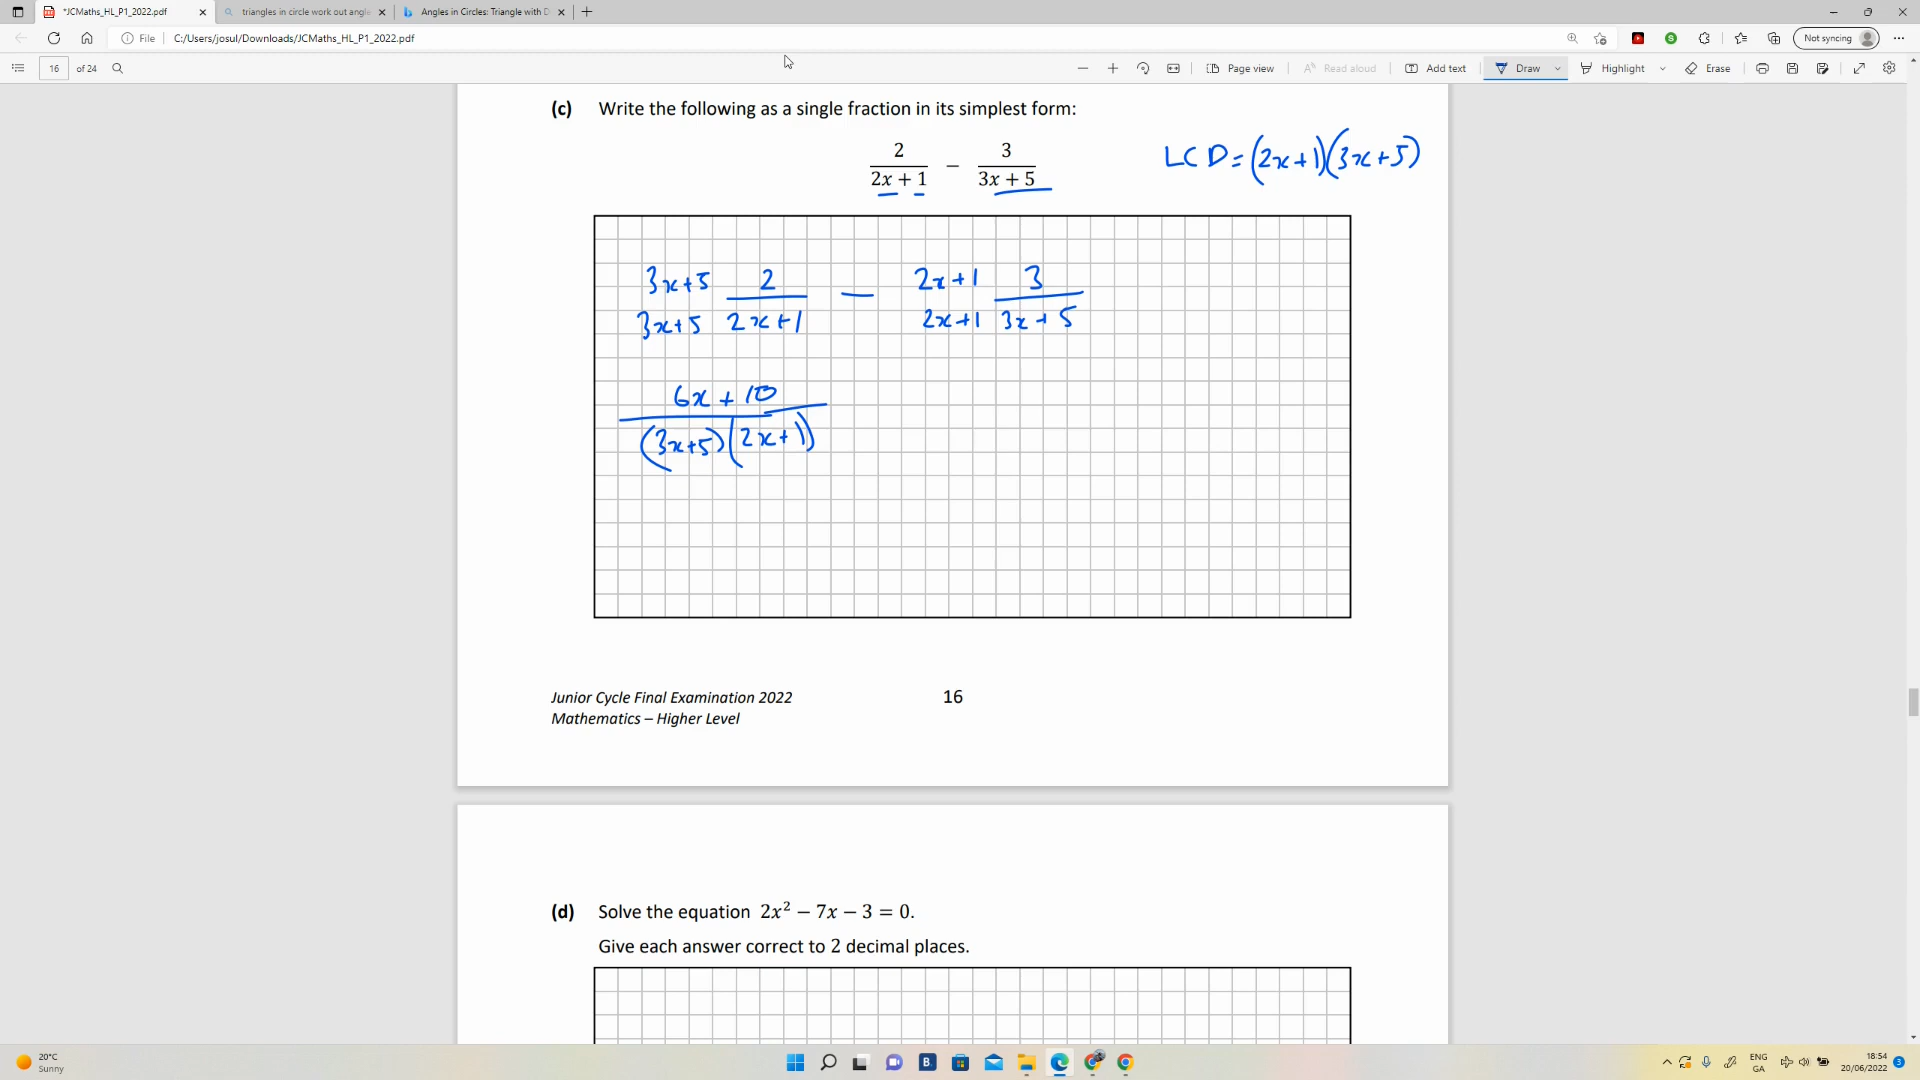 *JCMaths_HL_P1_2022.pdf
triangles in circle work out angle
Angles in Circles: Triangle with D
File C:/Users/josul/Downloads/JCMaths_HL_P1_2022.pdf
Not syncing
16 of 24
Page view
Read aloud
Add text
Draw
Highlight
Erase
(c) Write the following as a single fraction in its simplest form:
2 3
— − —
2x + 1 3x + 5
LCD=(2x+1)(3x+5)
3x+5 2 — 2x+1 3
3x+5 2x+1 2x+1 3x+5
6x + 10
(3x+5)(2x+1)
Junior Cycle Final Examination 2022
16
Mathematics – Higher Level
(d) Solve the equation 2x² − 7x − 3 = 0.
Give each answer correct to 2 decimal places.
20°C
Sunny
ENG
GA
18:54
20/06/2022
3